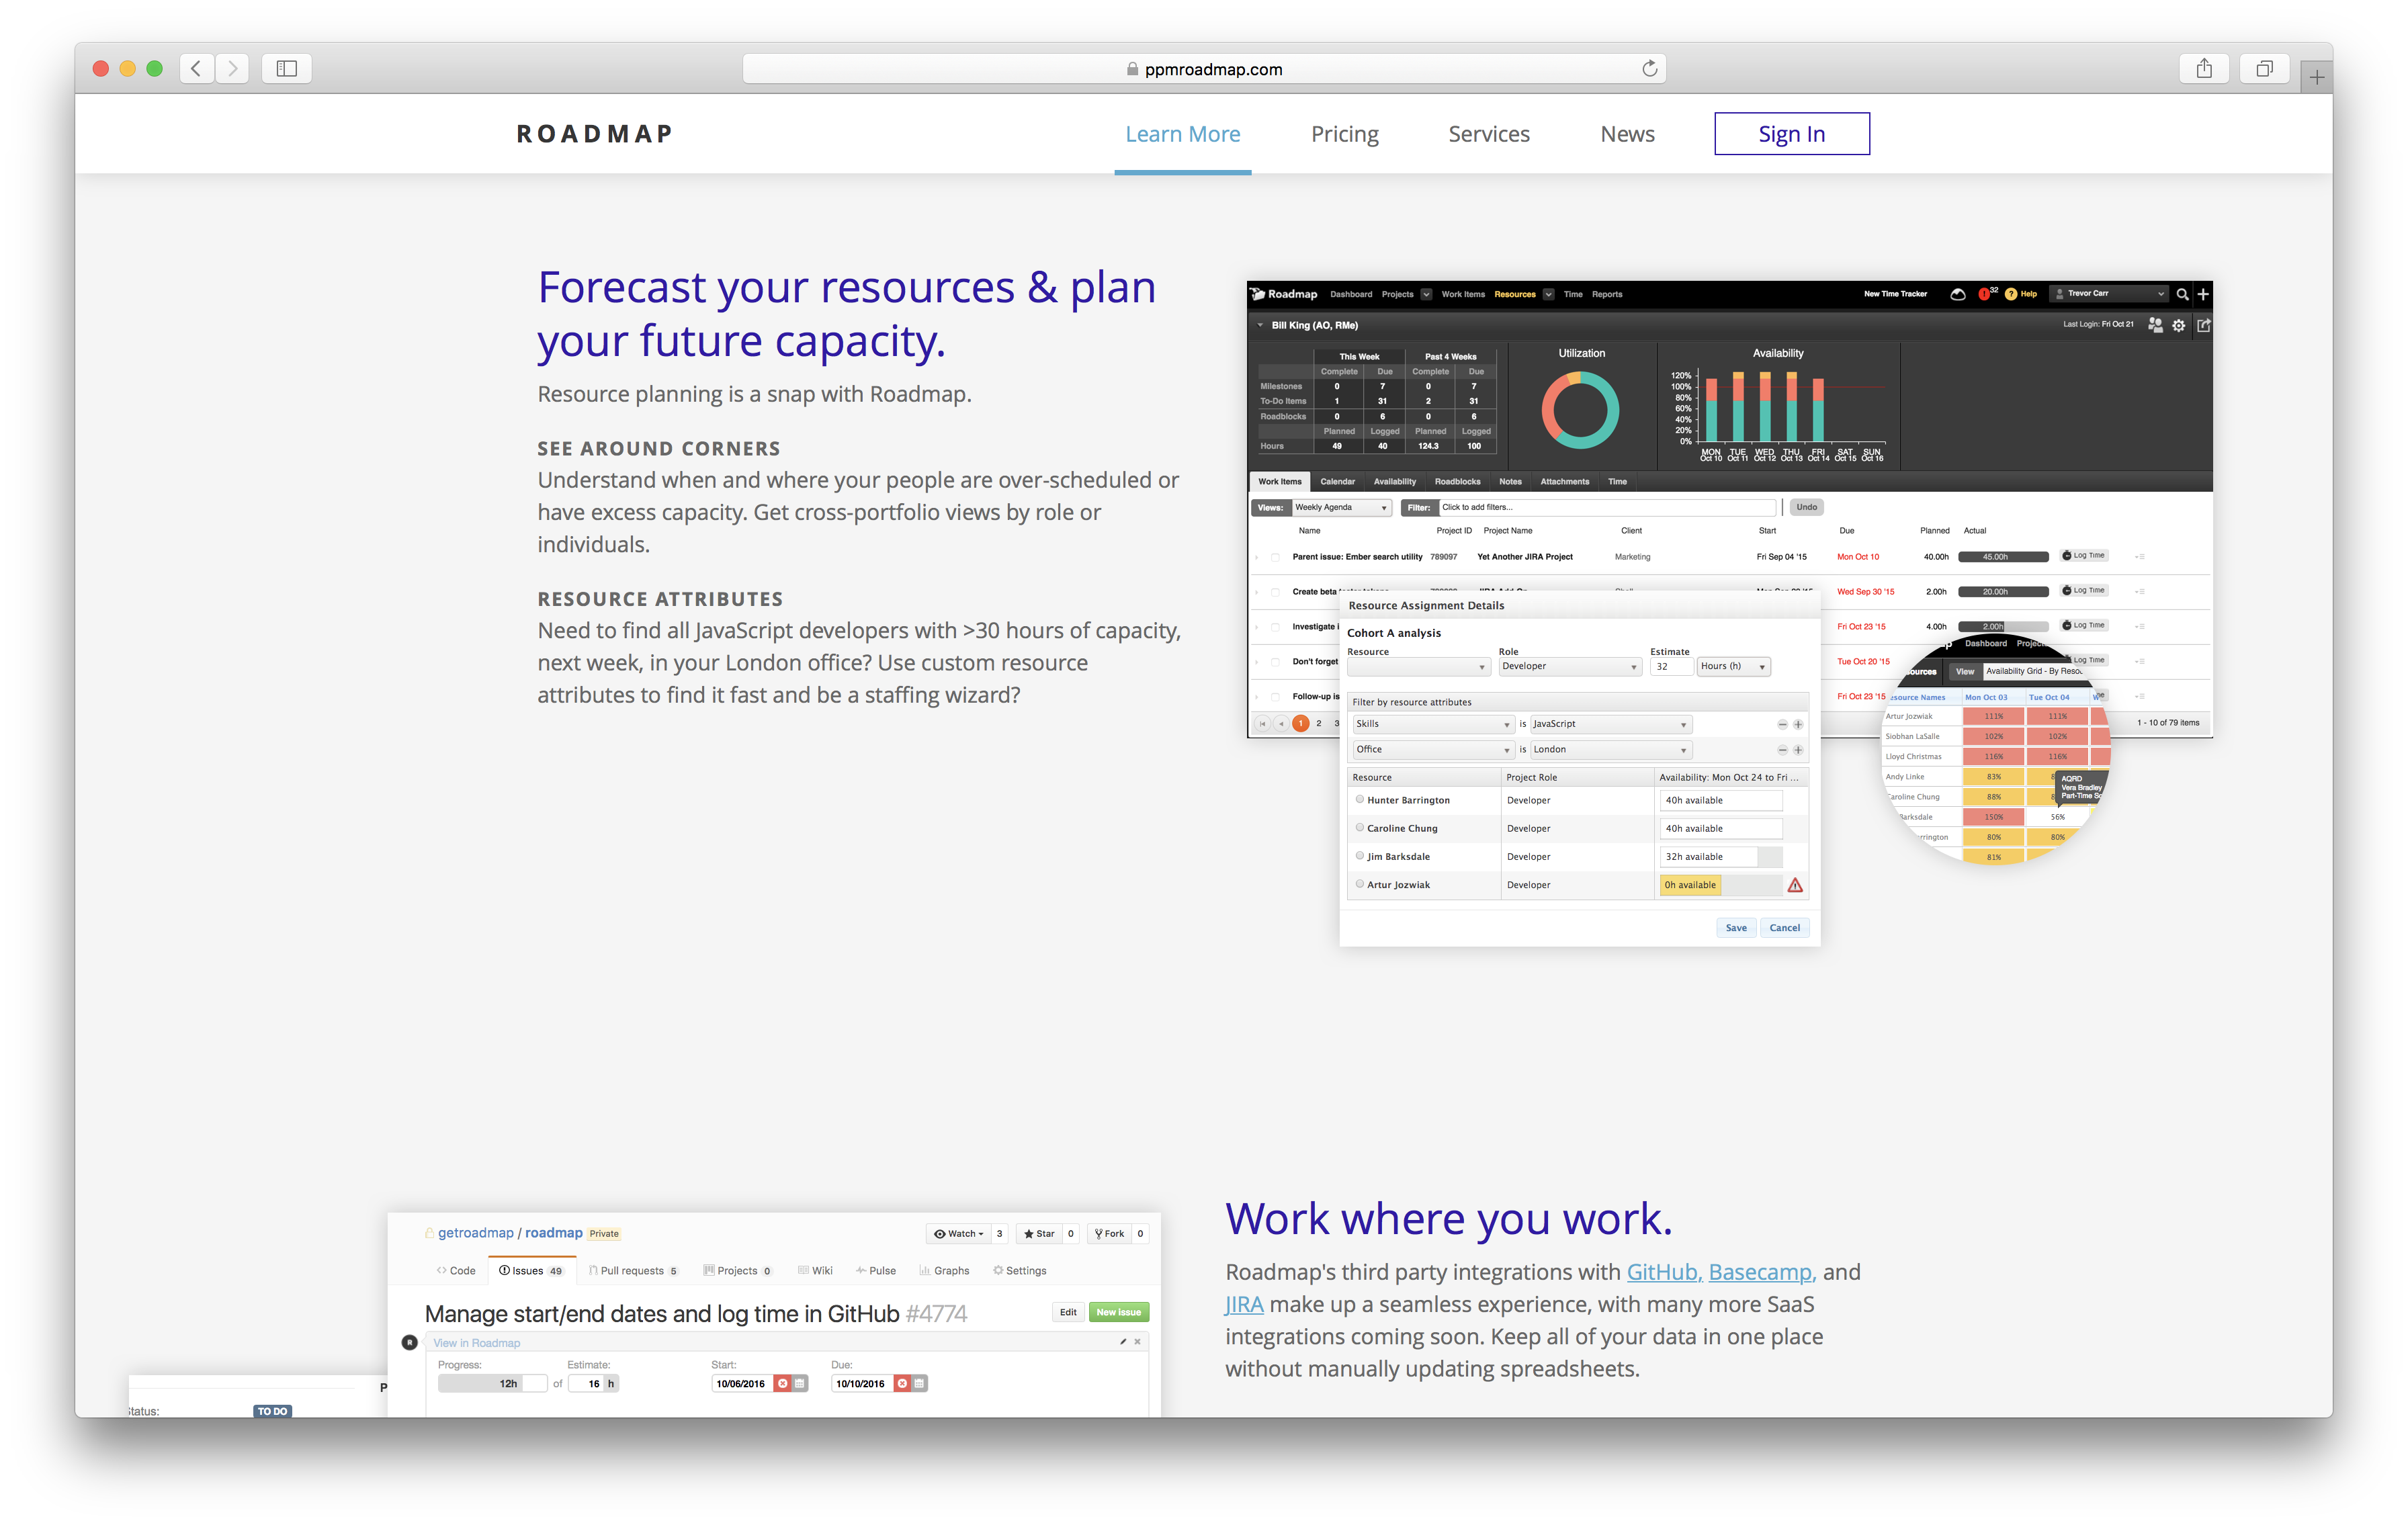 ppmroadmap.com
ROADMAP
Learn More
Pricing
Services
News
Sign In
Forecast your resources & plan
your future capacity.
Resource planning is a snap with Roadmap.
SEE AROUND CORNERS
Understand when and where your people are over-scheduled or
have excess capacity. Get cross-portfolio views by role or
individuals.
RESOURCE ATTRIBUTES
Need to find all JavaScript developers with >30 hours of capacity,
next week, in your London office? Use custom resource
attributes to find it fast and be a staffing wizard?
Roadmap Dashboard Projects Work Items Resources Time Reports New Time Tracker 32 Help Trevor Carr
Bill King (AO, RMe) Last Login: Fri Oct 21
This Week Past 4 Weeks
Complete Due Complete Due
Milestones 0 7 0 7
To-Do Items 1 31 2 31
Roadblocks 0 6 0 6
Planned Logged Planned Logged
Hours 49 40 124.3 100
Utilization
Availability
120%
100%
80%
60%
40%
20%
0%
MON TUE WED THU FRI SAT SUN
Oct 10 Oct 11 Oct 12 Oct 13 Oct 14 Oct 15 Oct 16
Work Items Calendar Availability Roadblocks Notes Attachments Time
Views: Weekly Agenda Filter: Click to add filters... Undo
Name Project ID Project Name Client Start Due Planned Actual
Parent issue: Ember search utility 789097 Yet Another JIRA Project Marketing Fri Sep 04 '15 Mon Oct 10 40.00h 45.00h Log Time
Create beta Wed Sep 30 '15 2.00h 20.00h Log Time
Investigate Fri Oct 23 '15 4.00h 2.00h Log Time
Don't forget Tue Oct 20 '15 Log Time
Follow-up is Fri Oct 23 '15
1 2 3 1 - 10 of 79 items
Resource Assignment Details
Cohort A analysis
Resource Role Estimate
Developer 32 Hours (h)
Filter by resource attributes
Skills is JavaScript
Office is London
Resource Project Role Availability: Mon Oct 24 to Fri ...
Hunter Barrington Developer 40h available
Caroline Chung Developer 40h available
Jim Barksdale Developer 32h available
Artur Jozwiak Developer 0h available
Save Cancel
Dashboard
View Availability Grid - By
Names Mon Oct 03 Tue Oct 04
Artur Jozwiak 111% 111%
Siobhan LaSalle 102% 102%
Lloyd Christmas 116% 116%
Andy Linke 83%
Caroline Chung 88%
150% 56%
80% 80%
81%
AQRD
Vera Bradley
Part-Time
getroadmap / roadmap Private
Watch 3 Star 0 Fork 0
Code Issues 49 Pull requests 5 Projects 0 Wiki Pulse Graphs Settings
Manage start/end dates and log time in GitHub #4774
Edit New Issue
R View in Roadmap
Progress: Estimate: Start: Due:
12h of 16 h 10/06/2016 10/10/2016
P
tatus: TO DO
Work where you work.
Roadmap's third party integrations with GitHub, Basecamp, and
JIRA make up a seamless experience, with many more SaaS
integrations coming soon. Keep all of your data in one place
without manually updating spreadsheets.